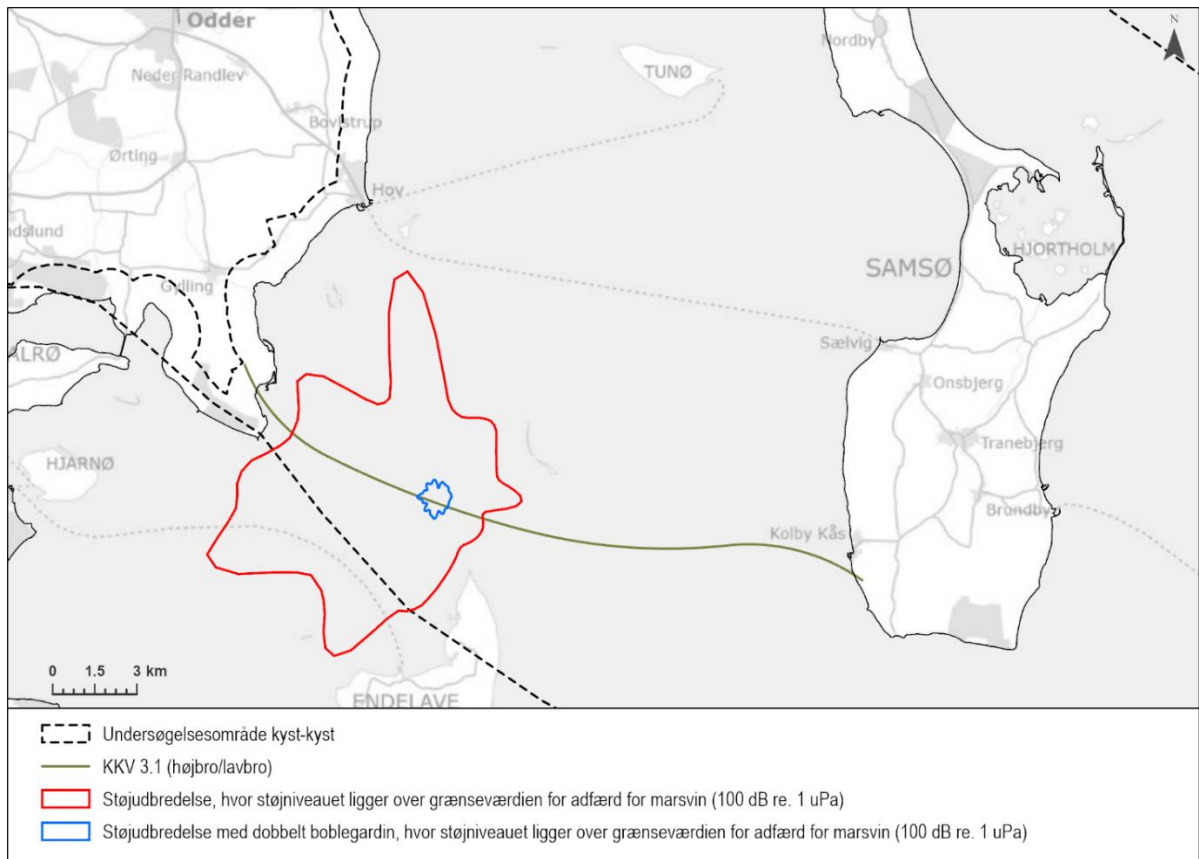 Odder
N
Nordby
TUNØ
Neder Randlev
Bovlstrup
Ørting
Hov
ndslund
HJORTHOLM
SAMSØ
Gylling
ALRØ
Sælvig
Onsbjerg
Tranebjerg
HJARNØ
Brundby
Kolby Kås
0 1.5 3 km
ENDELAVE
Undersøgelsesområde kyst-kyst
KKV 3.1 (højbro/lavbro)
Støjudbredelse, hvor støjniveauet ligger over grænseværdien for adfærd for marsvin (100 dB re. 1 uPa)
Støjudbredelse med dobbelt boblegardin, hvor støjniveauet ligger over grænseværdien for adfærd for marsvin (100 dB re. 1 uPa)